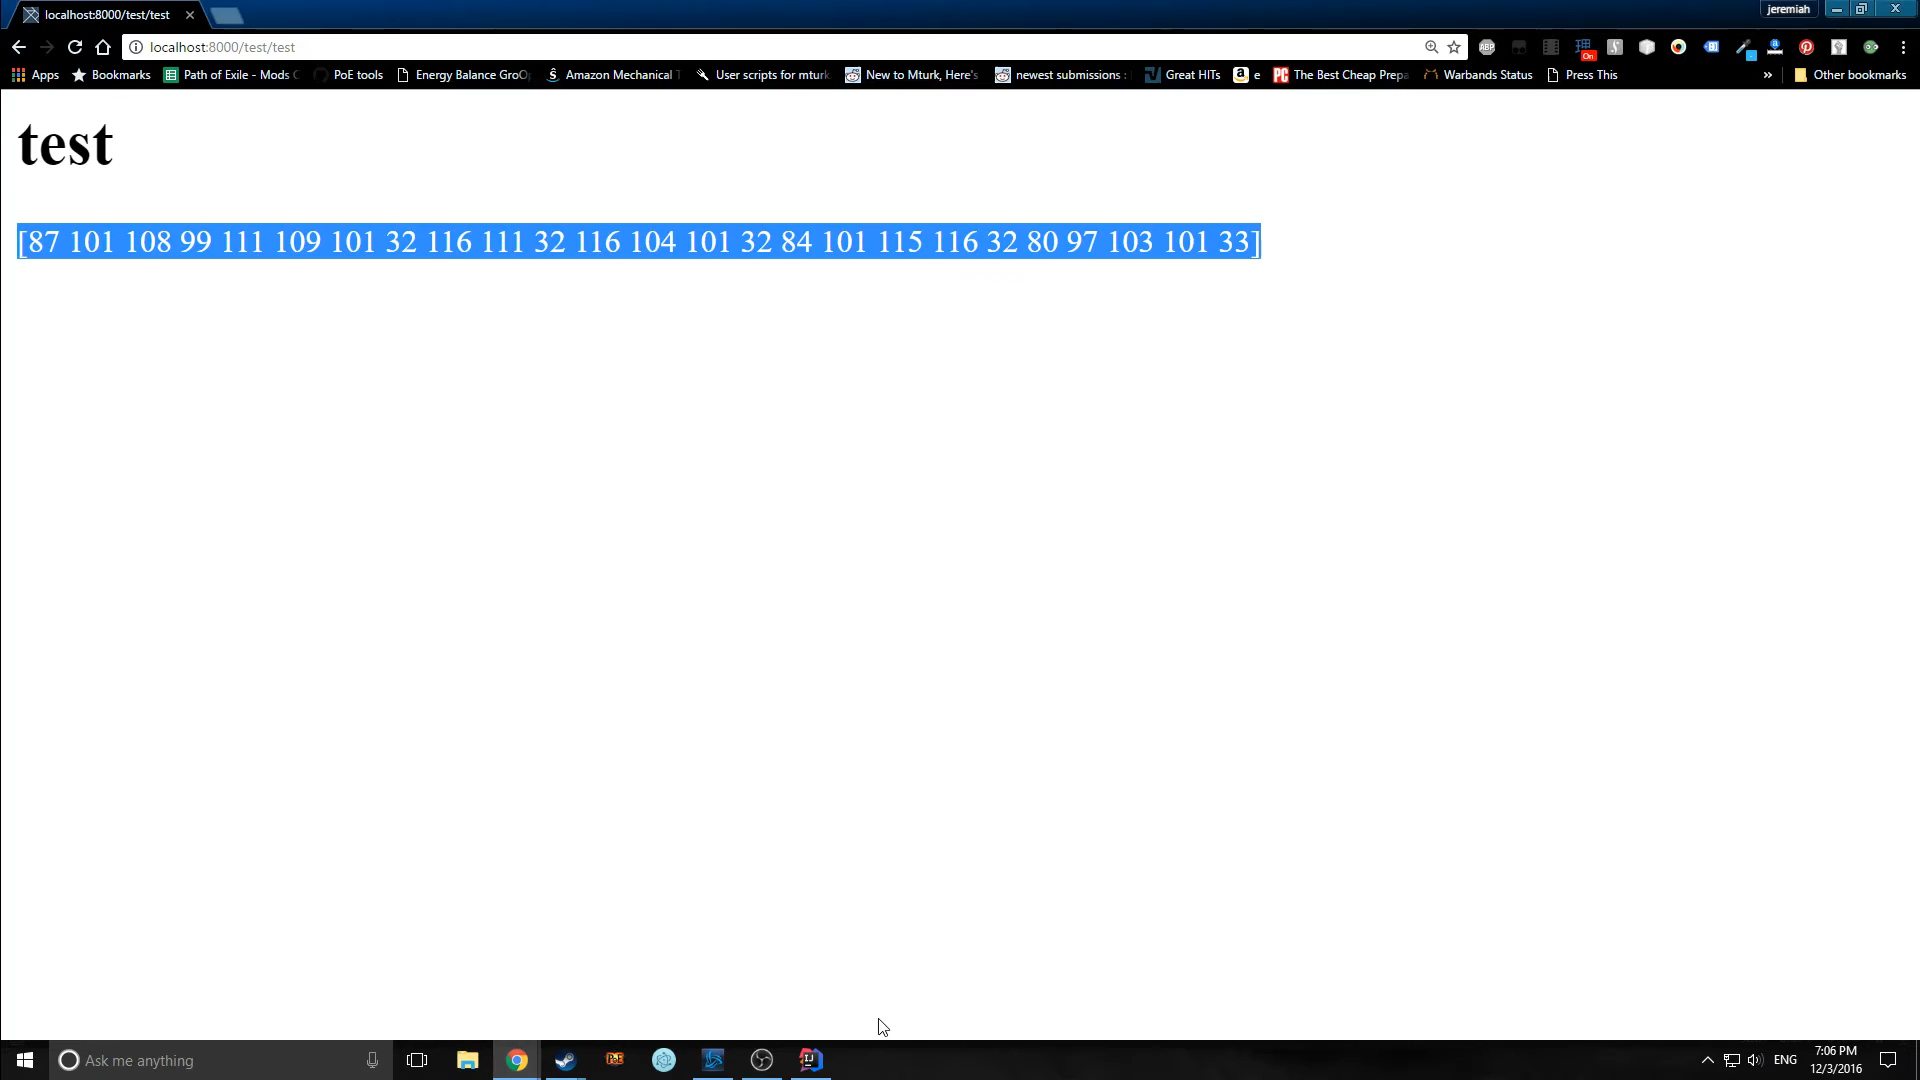 localhost:8000/test/test
jeremiah
localhost:8000/test/test
Apps
Bookmarks
Path of Exile - Mods
PoE tools
Energy Balance GroO
Amazon Mechanical
User scripts for mturk
New to Mturk, Here's
newest submissions :
Great HITs
e
The Best Cheap Prepa
Warbands Status
Press This
»
Other bookmarks
ABP
On
test
[87 101 108 99 111 109 101 32 116 111 32 116 104 101 32 84 101 115 116 32 80 97 103 101 33]
Ask me anything
PoE
IJ
ENG
7:06 PM
12/3/2016